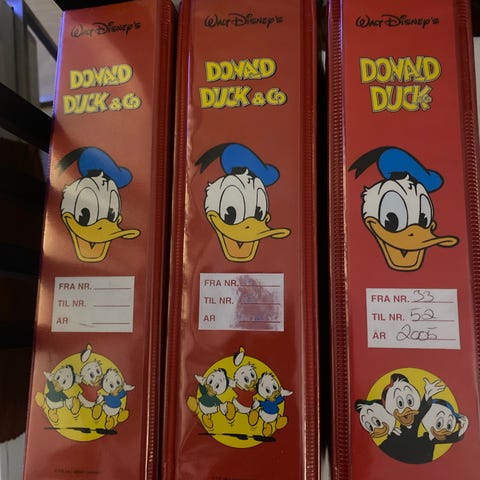 Walt Disney's
DONALD
DUCK & Co
FRA NR.
TIL NR.
ÅR
Walt Disney's
DONALD
DUCK & Co
FRA NR.
TIL NR.
ÅR
Walt Disney's
DONALD
DUCK & Co
FRA NR. 33
TIL NR. 52
ÅR 2005